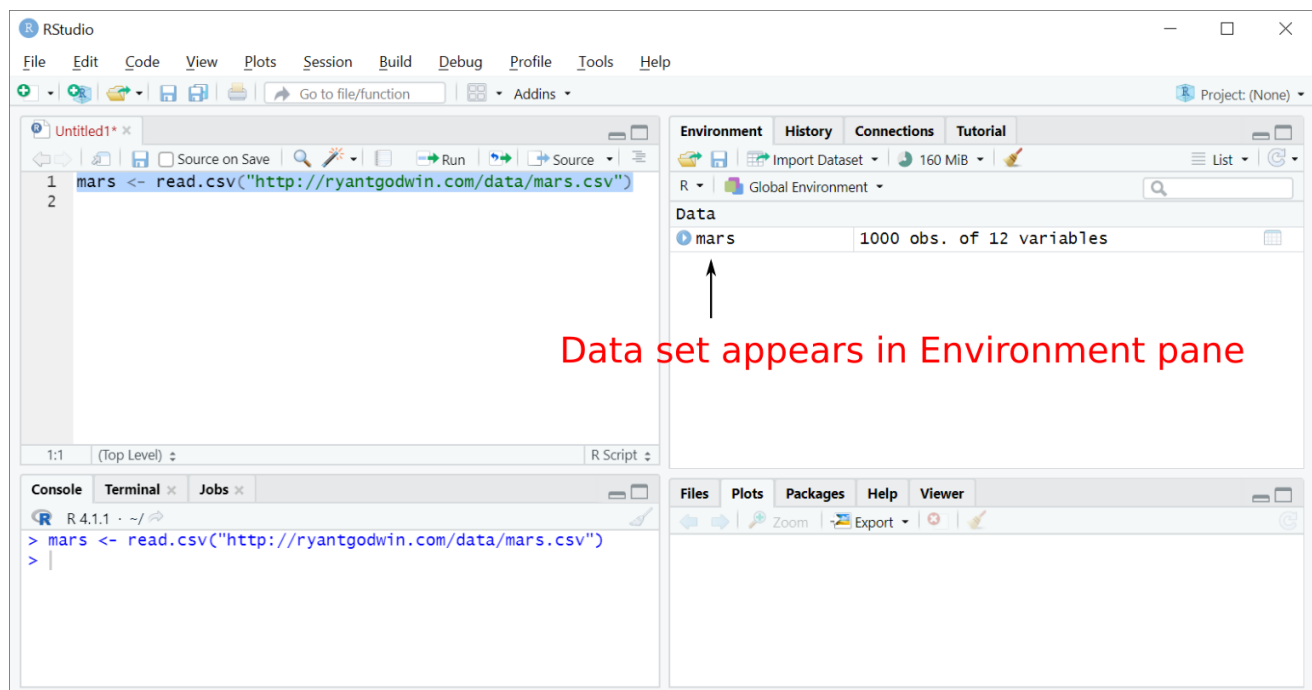 RStudio
File Edit Code View Plots Session Build Debug Profile Tools Help
Go to file/function Addins Project: (None)
Untitled1*
Source on Save Run Source
1 mars <- read.csv("http://ryantgodwin.com/data/mars.csv")
2
1:1 (Top Level) R Script
Console Terminal Jobs
R 4.1.1 · ~/
> mars <- read.csv("http://ryantgodwin.com/data/mars.csv")
>
Environment History Connections Tutorial
Import Dataset 160 MiB List
R Global Environment
Data
mars 1000 obs. of 12 variables
Data set appears in Environment pane
Files Plots Packages Help Viewer
Zoom Export